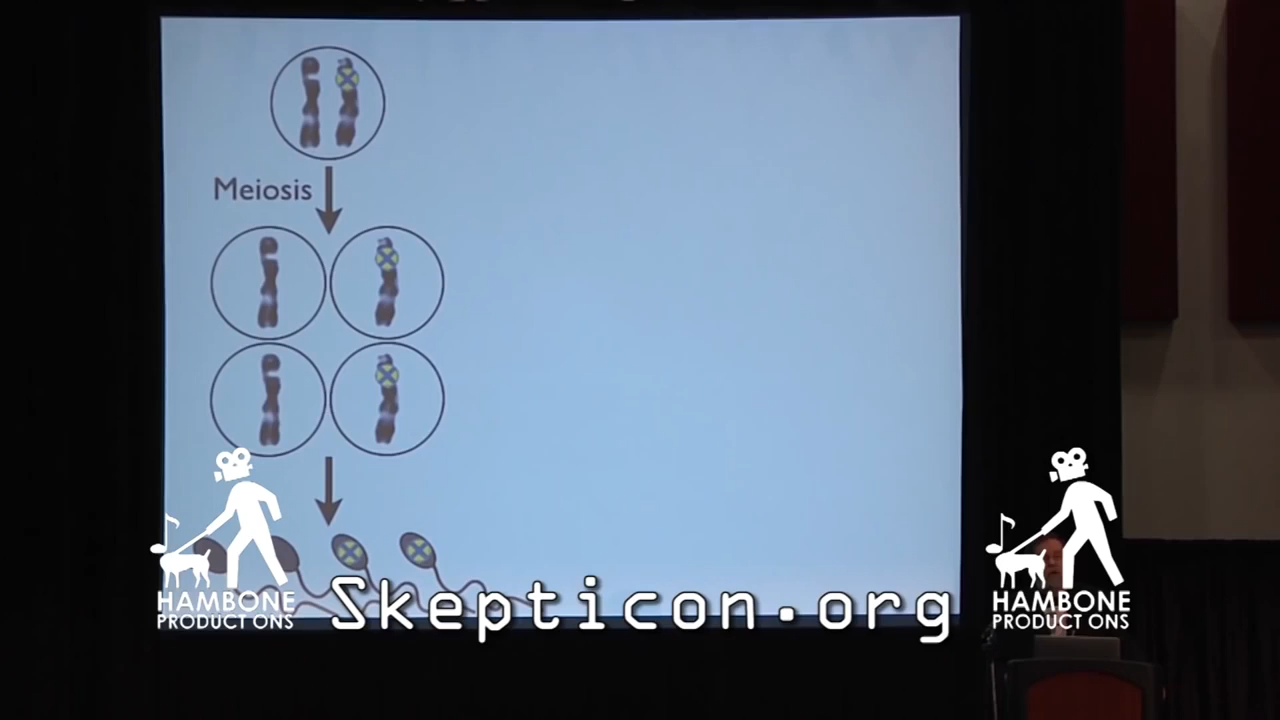 Meiosis
HAMBONE
PRODUCT ONS
Skepticon.org
HAMBONE
PRODUCT ONS